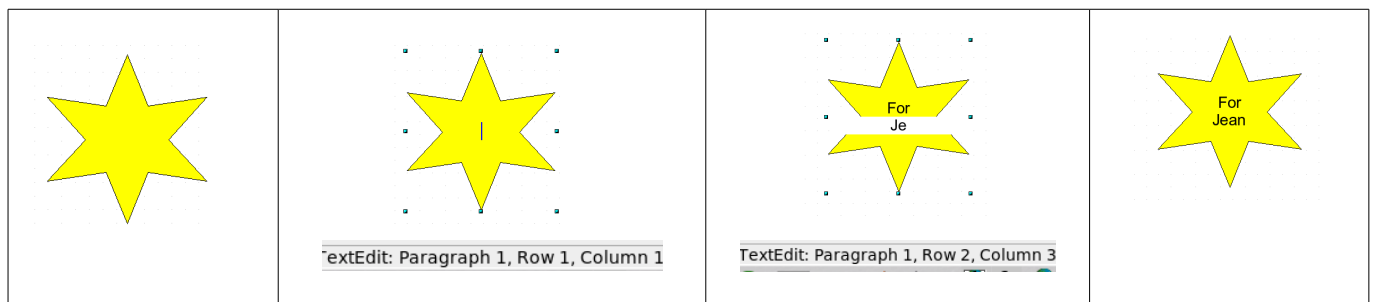 TextEdit: Paragraph 1, Row 1, Column 1
For
Je
TextEdit: Paragraph 1, Row 2, Column 3
For
Jean